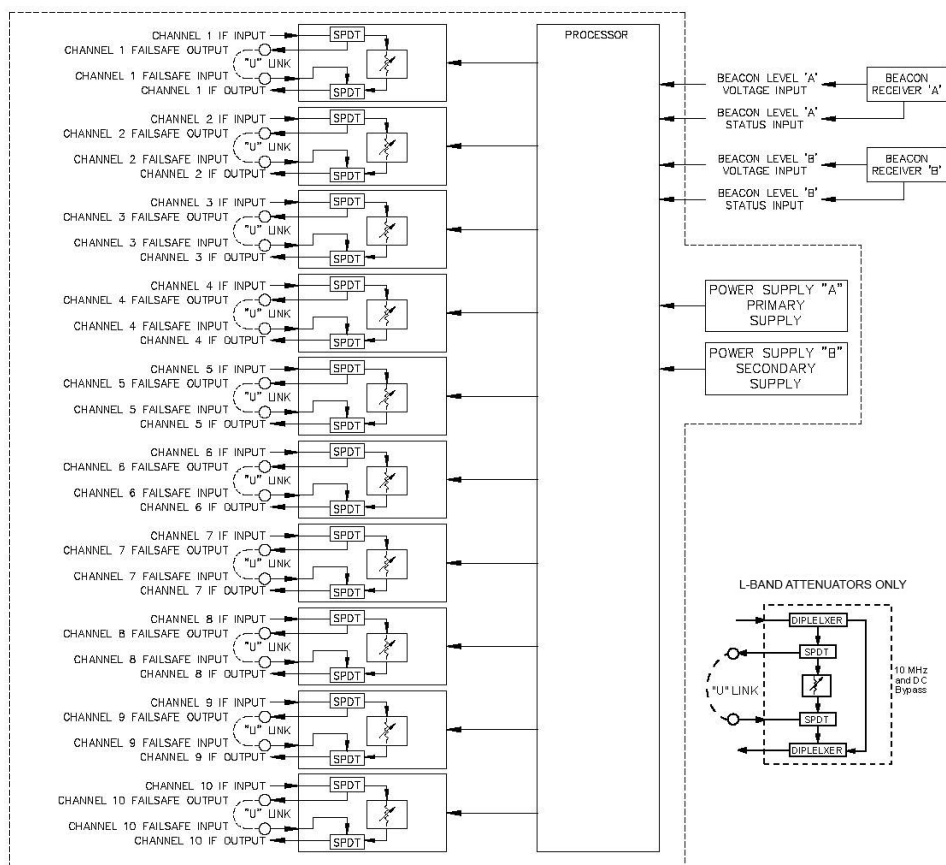 CHANNEL 1 IF INPUT
CHANNEL 1 FAILSAFE OUTPUT
"U" LINK
CHANNEL 1 FAILSAFE INPUT
CHANNEL 1 IF OUTPUT
SPDT
SPDT
CHANNEL 2 IF INPUT
CHANNEL 2 FAILSAFE OUTPUT
"U" LINK
CHANNEL 2 FAILSAFE INPUT
CHANNEL 2 IF OUTPUT
SPDT
SPDT
CHANNEL 3 IF INPUT
CHANNEL 3 FAILSAFE OUTPUT
"U" LINK
CHANNEL 3 FAILSAFE INPUT
CHANNEL 3 IF OUTPUT
SPDT
SPDT
CHANNEL 4 IF INPUT
CHANNEL 4 FAILSAFE OUTPUT
"U" LINK
CHANNEL 4 FAILSAFE INPUT
CHANNEL 4 IF OUTPUT
SPDT
SPDT
CHANNEL 5 IF INPUT
CHANNEL 5 FAILSAFE OUTPUT
"U" LINK
CHANNEL 5 FAILSAFE INPUT
CHANNEL 5 IF OUTPUT
SPDT
SPDT
CHANNEL 6 IF INPUT
CHANNEL 6 FAILSAFE OUTPUT
"U" LINK
CHANNEL 6 FAILSAFE INPUT
CHANNEL 6 IF OUTPUT
SPDT
SPDT
CHANNEL 7 IF INPUT
CHANNEL 7 FAILSAFE OUTPUT
"U" LINK
CHANNEL 7 FAILSAFE INPUT
CHANNEL 7 IF OUTPUT
SPDT
SPDT
CHANNEL 8 IF INPUT
CHANNEL 8 FAILSAFE OUTPUT
"U" LINK
CHANNEL 8 FAILSAFE INPUT
CHANNEL 8 IF OUTPUT
SPDT
SPDT
CHANNEL 9 IF INPUT
CHANNEL 9 FAILSAFE OUTPUT
"U" LINK
CHANNEL 9 FAILSAFE INPUT
CHANNEL 9 IF OUTPUT
SPDT
SPDT
CHANNEL 10 IF INPUT
CHANNEL 10 FAILSAFE OUTPUT
"U" LINK
CHANNEL 10 FAILSAFE INPUT
CHANNEL 10 IF OUTPUT
SPDT
SPDT
PROCESSOR
BEACON LEVEL 'A'
VOLTAGE INPUT
BEACON
RECEIVER 'A'
BEACON LEVEL 'A'
STATUS INPUT
BEACON LEVEL 'B'
VOLTAGE INPUT
BEACON
RECEIVER 'B'
BEACON LEVEL 'B'
STATUS INPUT
POWER SUPPLY "A"
PRIMARY
SUPPLY
POWER SUPPLY "B"
SECONDARY
SUPPLY
L-BAND ATTENUATORS ONLY
DIPLELXER
SPDT
"U" LINK
10 MHz
and DC
Bypass
SPDT
DIPLELXER